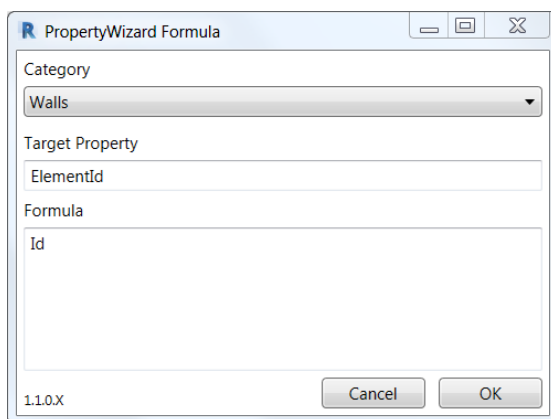 R PropertyWizard Formula
Category
Walls
Target Property
ElementId
Formula
Id
1.1.0.X
Cancel
OK